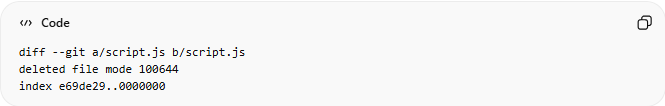 Code
diff --git a/script.js b/script.js
deleted file mode 100644
index e69de29..0000000